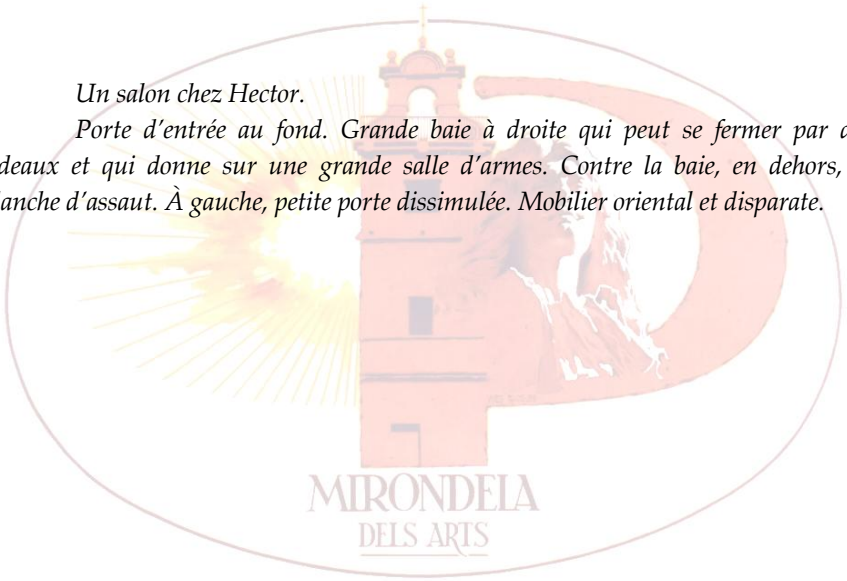 Un salon chez Hector.
Porte d'entrée au fond. Grande baie à droite qui peut se fermer par
deaux et qui donne sur une grande salle d'armes. Contre la baie, en dehors,
lanche d'assaut. À gauche, petite porte dissimulée. Mobilier oriental et disparate.
MIRONDELA
DELS ARTS